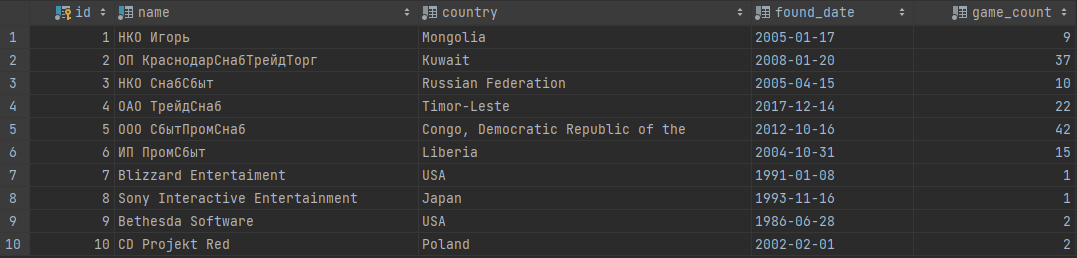 id name country found_date game_count
1 1 НКО Игорь Mongolia 2005-01-17 9
2 2 ОП КраснодарСнабТрейдТорг Kuwait 2008-01-20 37
3 3 НКО СнабСбыт Russian Federation 2005-04-15 10
4 4 ОАО ТрейдСнаб Timor-Leste 2017-12-14 22
5 5 ООО СбытПромСнаб Congo, Democratic Republic of the 2012-10-16 42
6 6 ИП ПромСбыт Liberia 2004-10-31 15
7 7 Blizzard Entertaiment USA 1991-01-08 1
8 8 Sony Interactive Entertainment Japan 1993-11-16 1
9 9 Bethesda Software USA 1986-06-28 2
10 10 CD Projekt Red Poland 2002-02-01 2